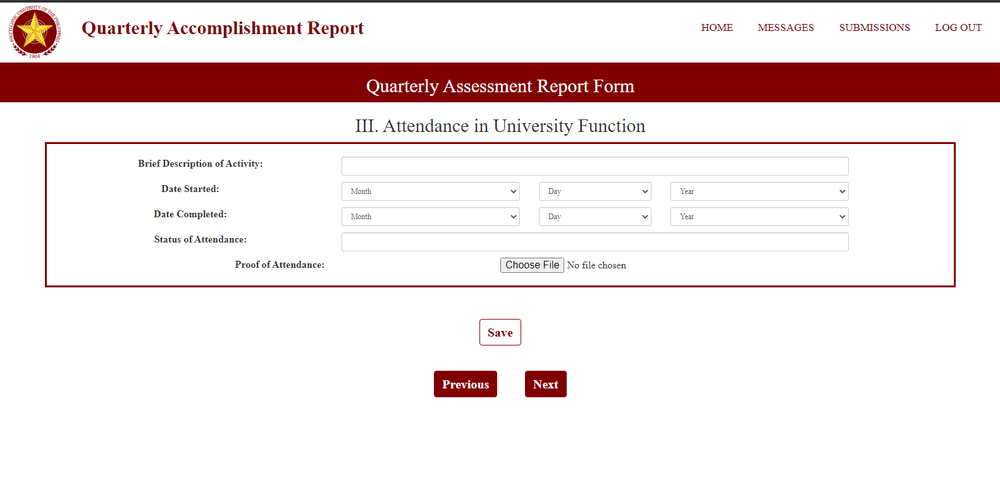 POLYTECHNIC UNIVERSITY OF THE PHILIPPINES
1904
Quarterly Accomplishment Report
HOME MESSAGES SUBMISSIONS LOG OUT
Quarterly Assessment Report Form
III. Attendance in University Function
Brief Description of Activity:
Date Started: Month Day Year
Date Completed: Month Day Year
Status of Attendance:
Proof of Attendance: Choose File No file chosen
Save
Previous Next